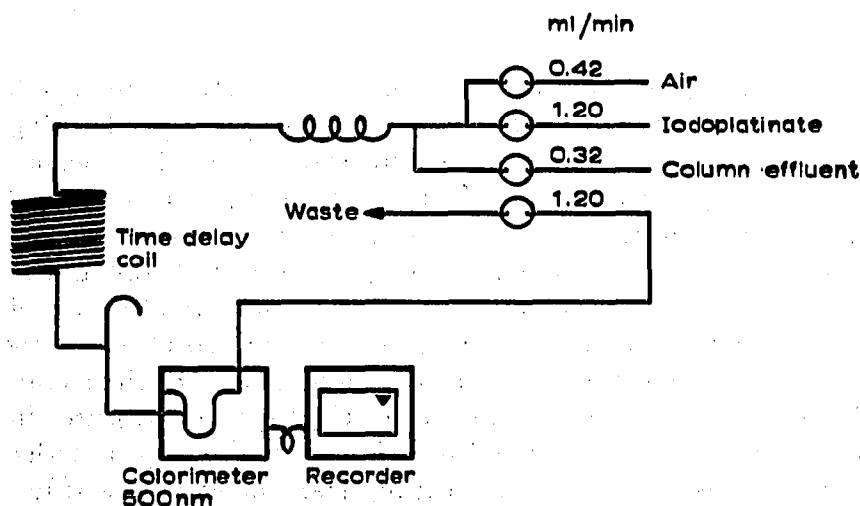 ml/min
0.42 Air
1.20 Iodoplatinate
0.32 Column effluent
Waste 1.20
Time delay
coil
Colorimeter Recorder
500nm